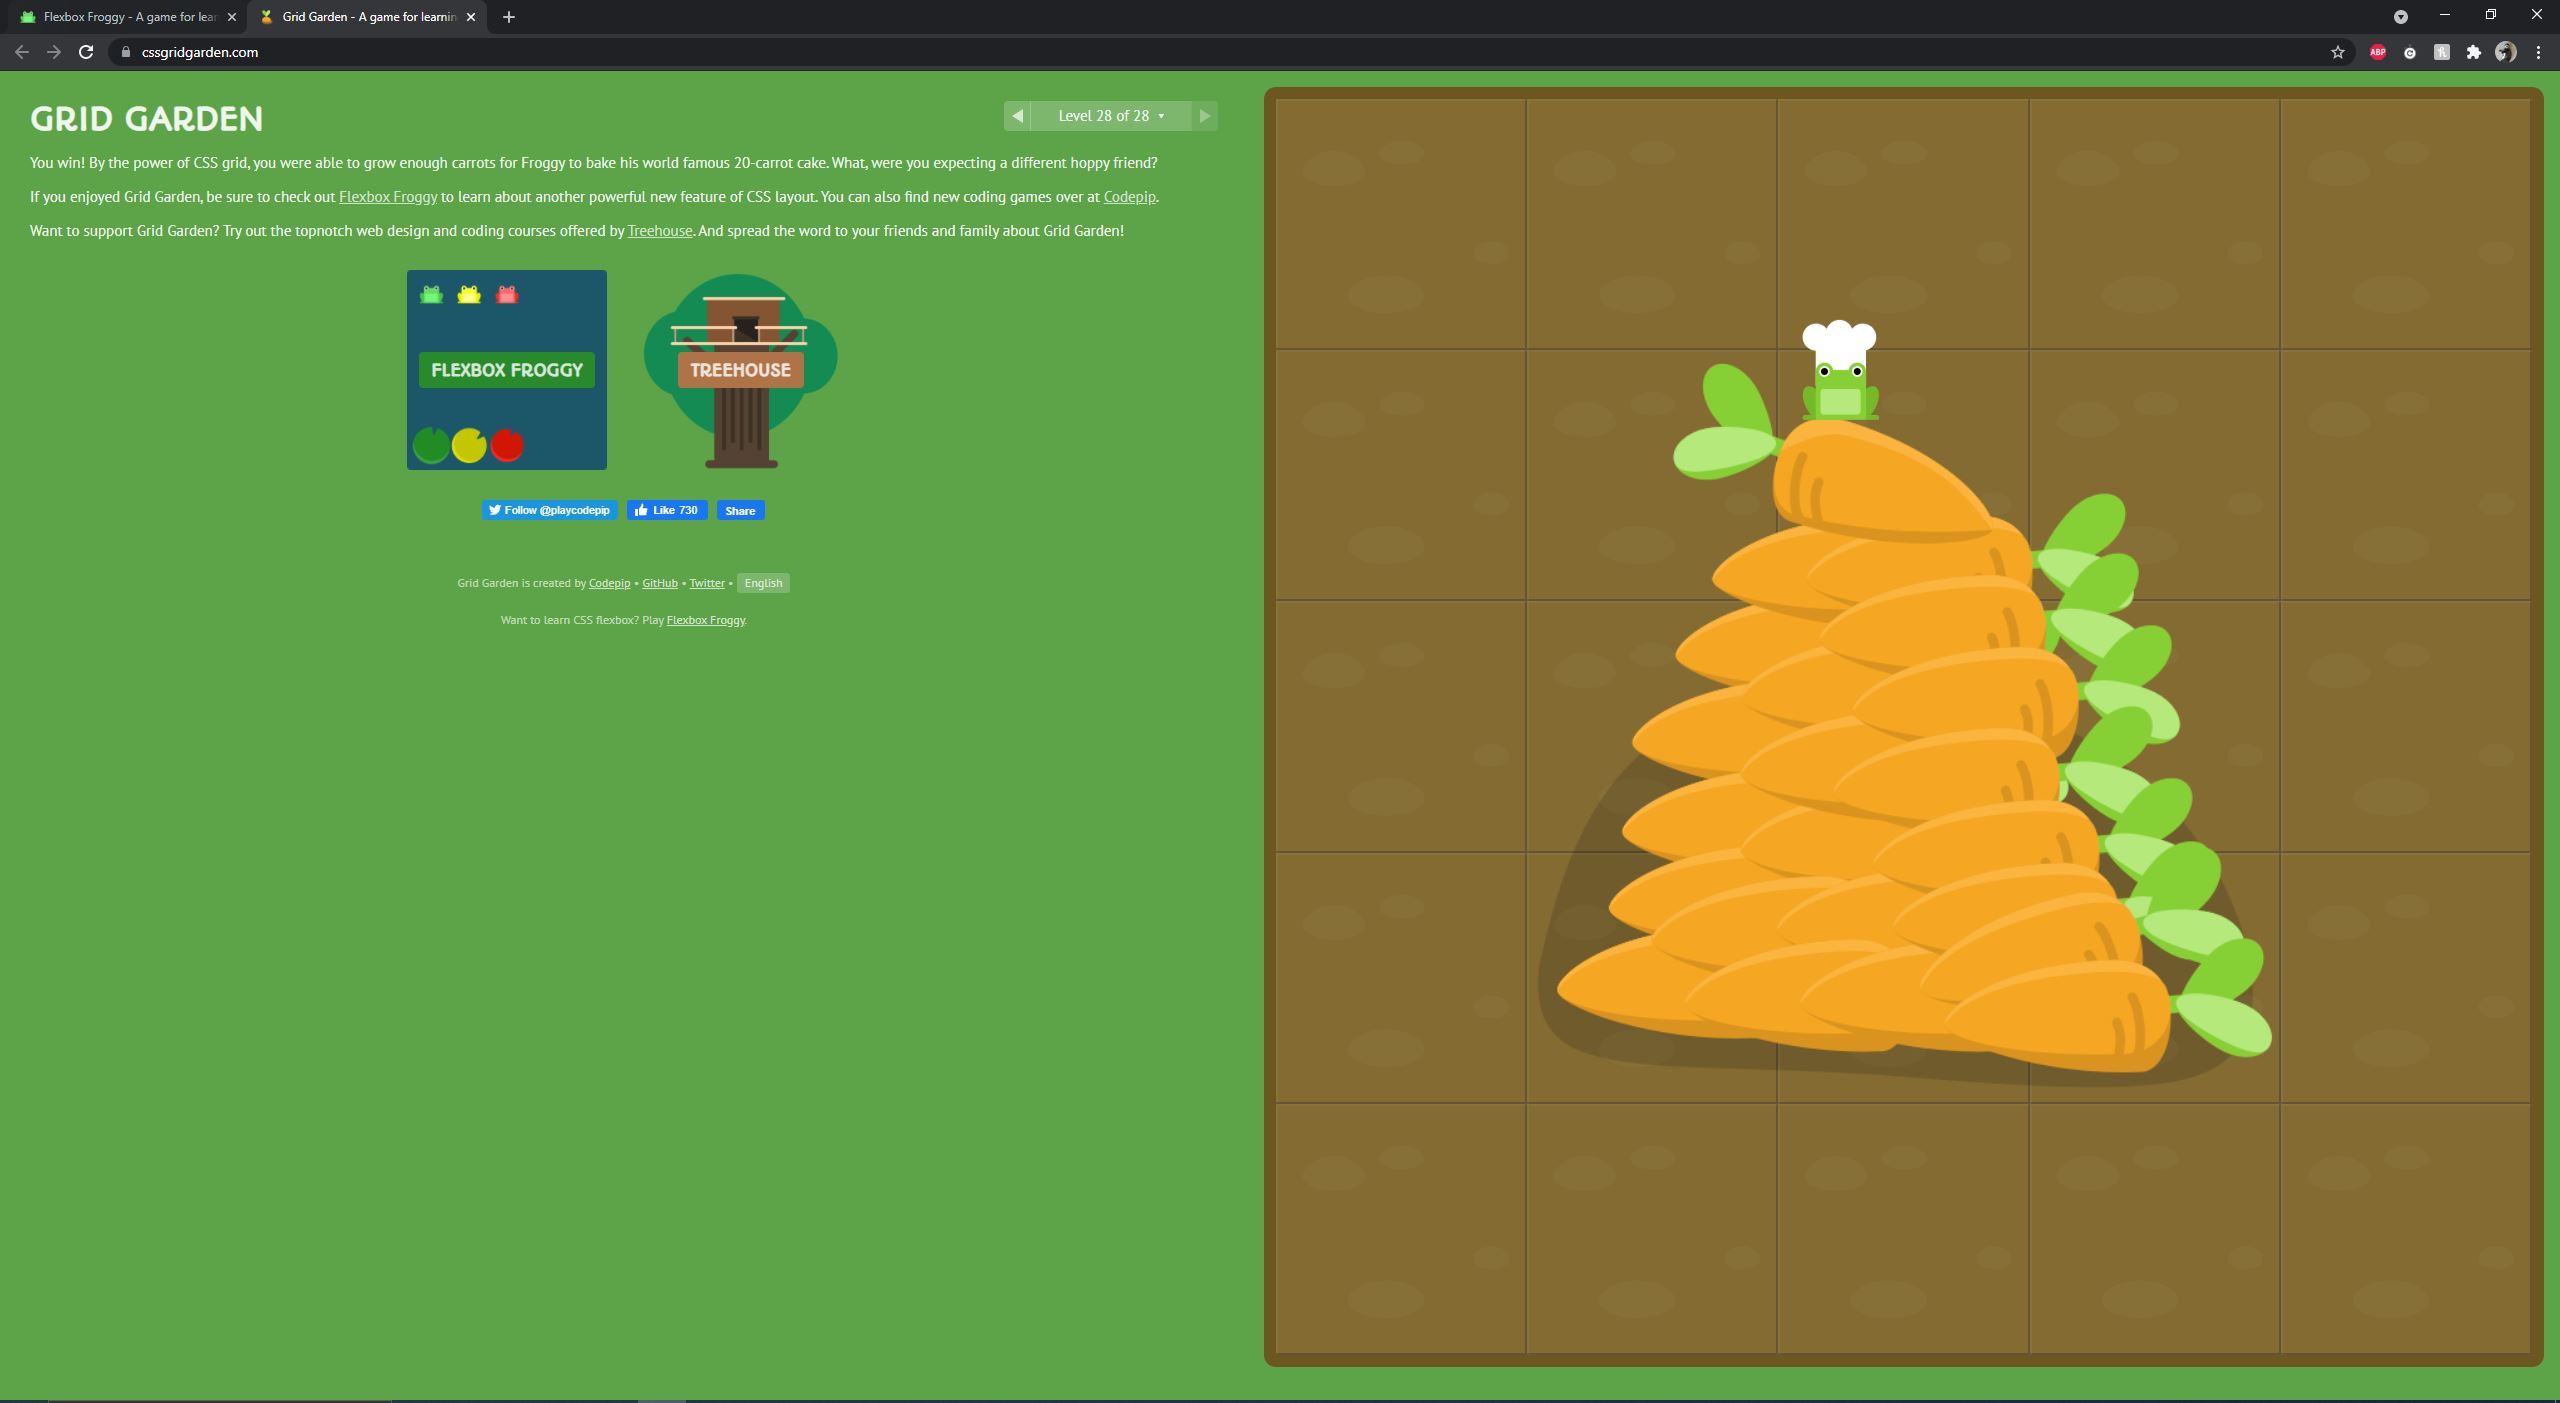 Flexbox Froggy - A game for lear
Grid Garden - A game for learnin
cssgridgarden.com
ABP
GRID GARDEN
Level 28 of 28
You win! By the power of CSS grid, you were able to grow enough carrots for Froggy to bake his world famous 20-carrot cake. What, were you expecting a different hoppy friend?
If you enjoyed Grid Garden, be sure to check out Flexbox Froggy to learn about another powerful new feature of CSS layout. You can also find new coding games over at Codepip.
Want to support Grid Garden? Try out the topnotch web design and coding courses offered by Treehouse. And spread the word to your friends and family about Grid Garden!
FLEXBOX FROGGY
TREEHOUSE
Follow @playcodepip
Like 730
Share
Grid Garden is created by Codepip • GitHub • Twitter • English
Want to learn CSS flexbox? Play Flexbox Froggy.